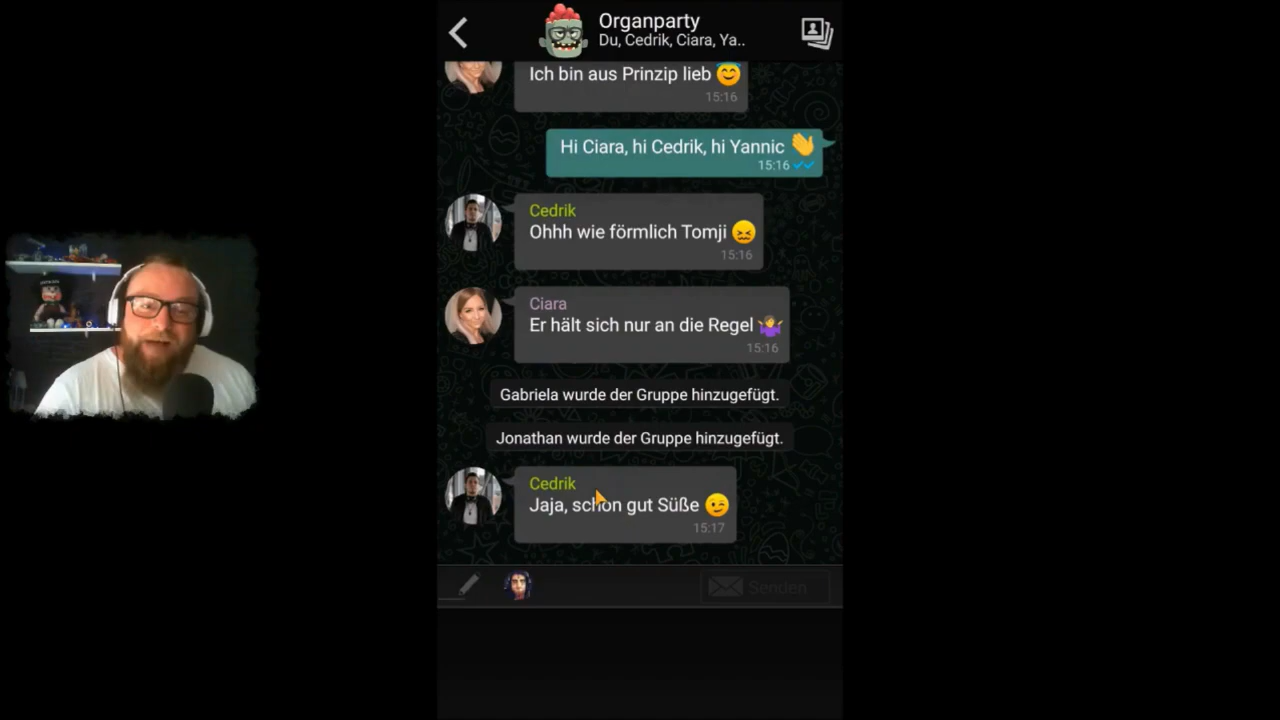 Organparty
Du, Cedrik, Ciara, Ya..
Ich bin aus Prinzip lieb 😇
15:16
Hi Ciara, hi Cedrik, hi Yannic 👋
15:16
Cedrik
Ohhh wie förmlich Tomji 😖
15:16
Ciara
Er hält sich nur an die Regel 🤷‍♀️
15:16
Gabriela wurde der Gruppe hinzugefügt.
Jonathan wurde der Gruppe hinzugefügt.
Cedrik
Jaja, schon gut Süße 😉
15:17
Senden